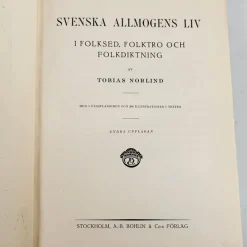 SVENSKA ALLMOGENS LIV
I FOLKSED, FOLKTRO OCH
FOLKDIKTNING
AV
TOBIAS NORLIND
ANDRA UPPLAGAN
STOCKHOLM, A.-B. BOHLIN & C:os FÖRLAG